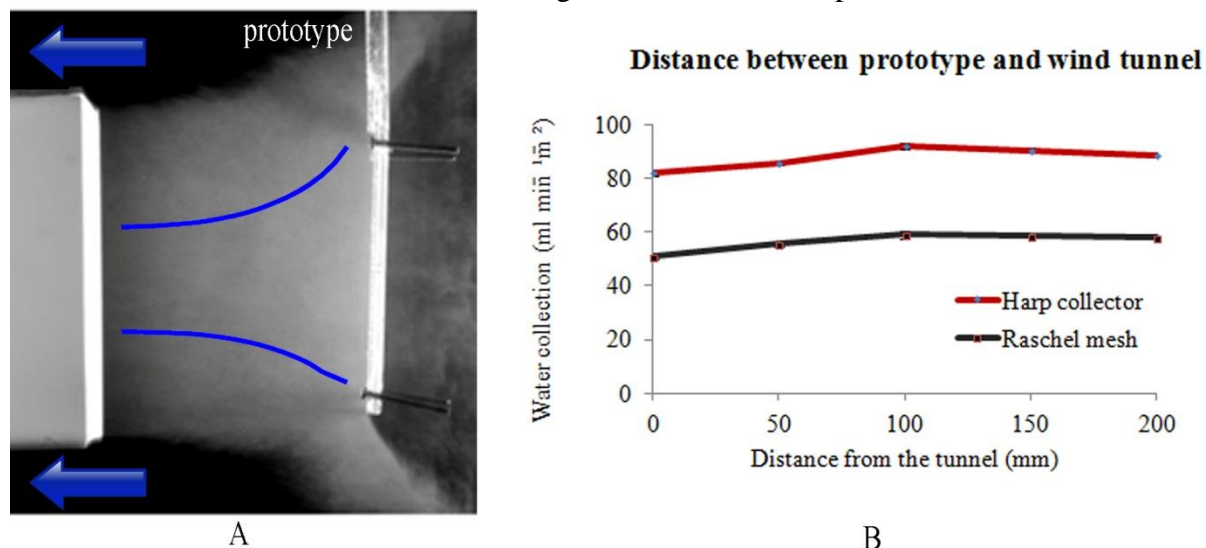 prototype
A
Distance between prototype and wind tunnel
Water collection (ml min̄ ¹m̄ ²)
100
80
60
40
20
0
0 50 100 150 200
Harp collector
Raschel mesh
Distance from the tunnel (mm)
B